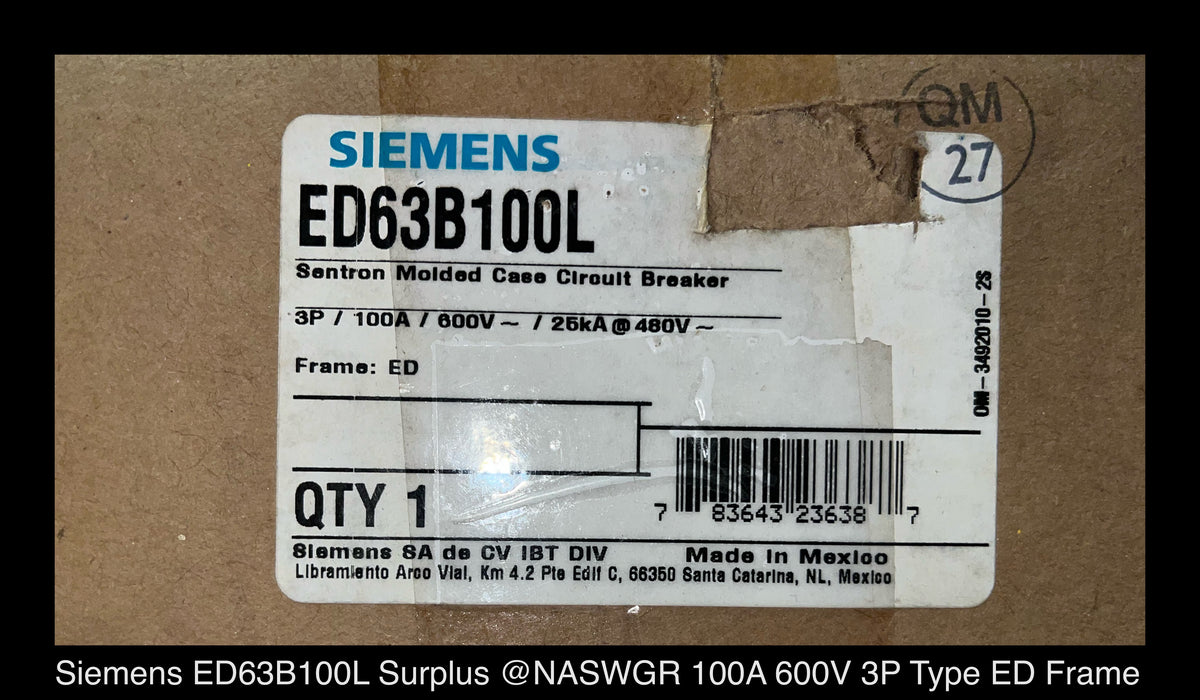 QM
27
SIEMENS
ED63B100L
Sentron Molded Case Circuit Breaker
3P / 100A / 600V ~ / 25kA @ 480V ~
Frame: ED
OM-3492010-2S
QTY 1
7 83643 23638 7
Siemens SA de CV IBT DIV Made in Mexico
Libramiento Arco Vial, Km 4.2 Pte Edif C, 66350 Santa Catarina, NL, Mexico
Siemens ED63B100L Surplus @NASWGR 100A 600V 3P Type ED Frame